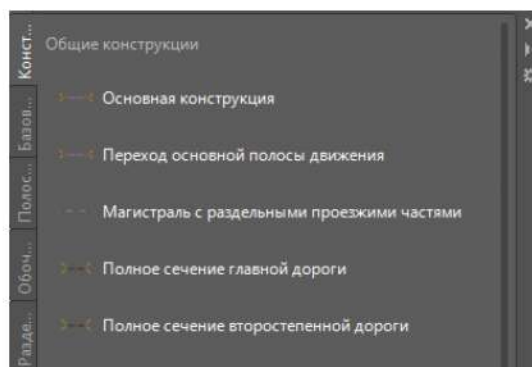 Общие конструкции
Основная конструкция
Переход основной полосы движения
Магистраль с раздельными проезжими частями
Полное сечение главной дороги
Полное сечение второстепенной дороги
Конст...
Базов...
Полос...
Обоч...
Разде...